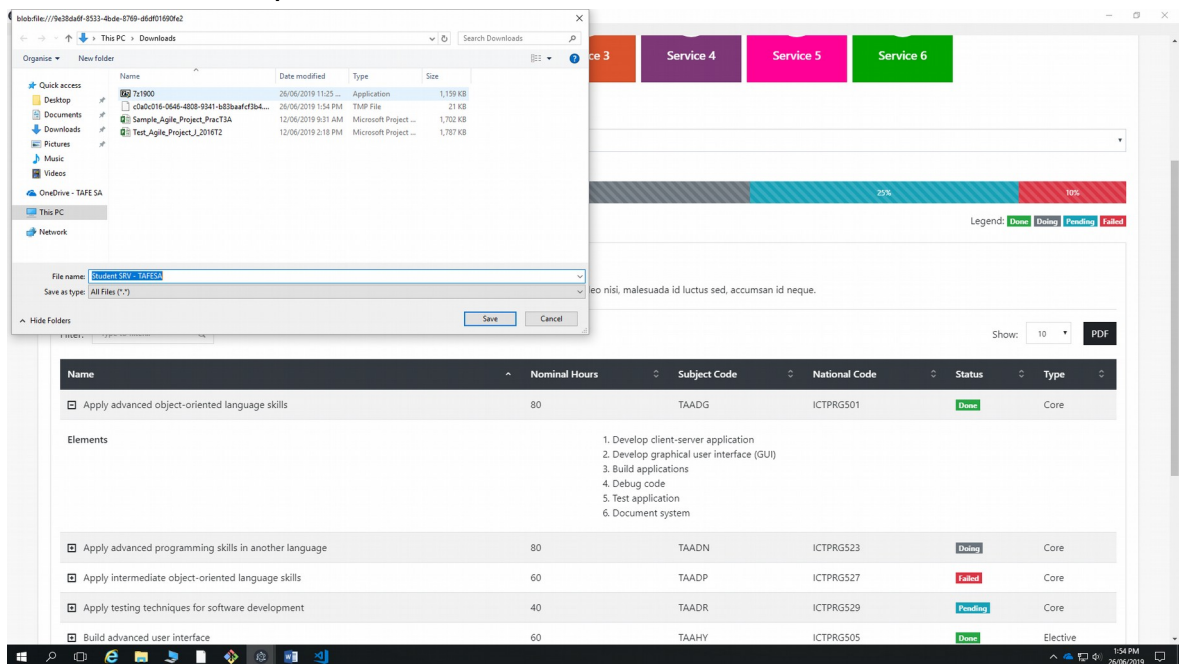 blob:file:///9e38da6f-8533-4bde-8769-d6df01690fe2
This PC > Downloads
Search Downloads
Organise
New folder
Name
Date modified
Type
Size
Quick access
Desktop
Documents
Downloads
Pictures
Music
Videos
OneDrive - TAFE SA
This PC
Network
7z1900 26/06/2019 11:25 ... Application 1,159 KB
c0a0c016-0646-4808-9341-b83baafcf3b4.... 26/06/2019 1:54 PM TMP File 21 KB
Sample_Agile_Project_PracT3A 12/06/2019 9:31 AM Microsoft Project ... 1,702 KB
Test_Agile_Project_J_2016T2 12/06/2019 2:18 PM Microsoft Project ... 1,787 KB
File name: Student SRV - TAFESA
Save as type: All Files (*.*)
Hide Folders
Save
Cancel
ce 3
Service 4
Service 5
Service 6
25%
10%
Legend: Done Doing Pending Failed
eo nisi, malesuada id luctus sed, accumsan id neque.
Show: 10
PDF
Name Nominal Hours Subject Code National Code Status Type
Apply advanced object-oriented language skills 80 TAADG ICTPRG501 Done Core
Elements
1. Develop client-server application
2. Develop graphical user interface (GUI)
3. Build applications
4. Debug code
5. Test application
6. Document system
Apply advanced programming skills in another language 80 TAADN ICTPRG523 Doing Core
Apply intermediate object-oriented language skills 60 TAADP ICTPRG527 Failed Core
Apply testing techniques for software development 40 TAADR ICTPRG529 Pending Core
Build advanced user interface 60 TAAHY ICTPRG505 Done Elective
1:54 PM
26/06/2019